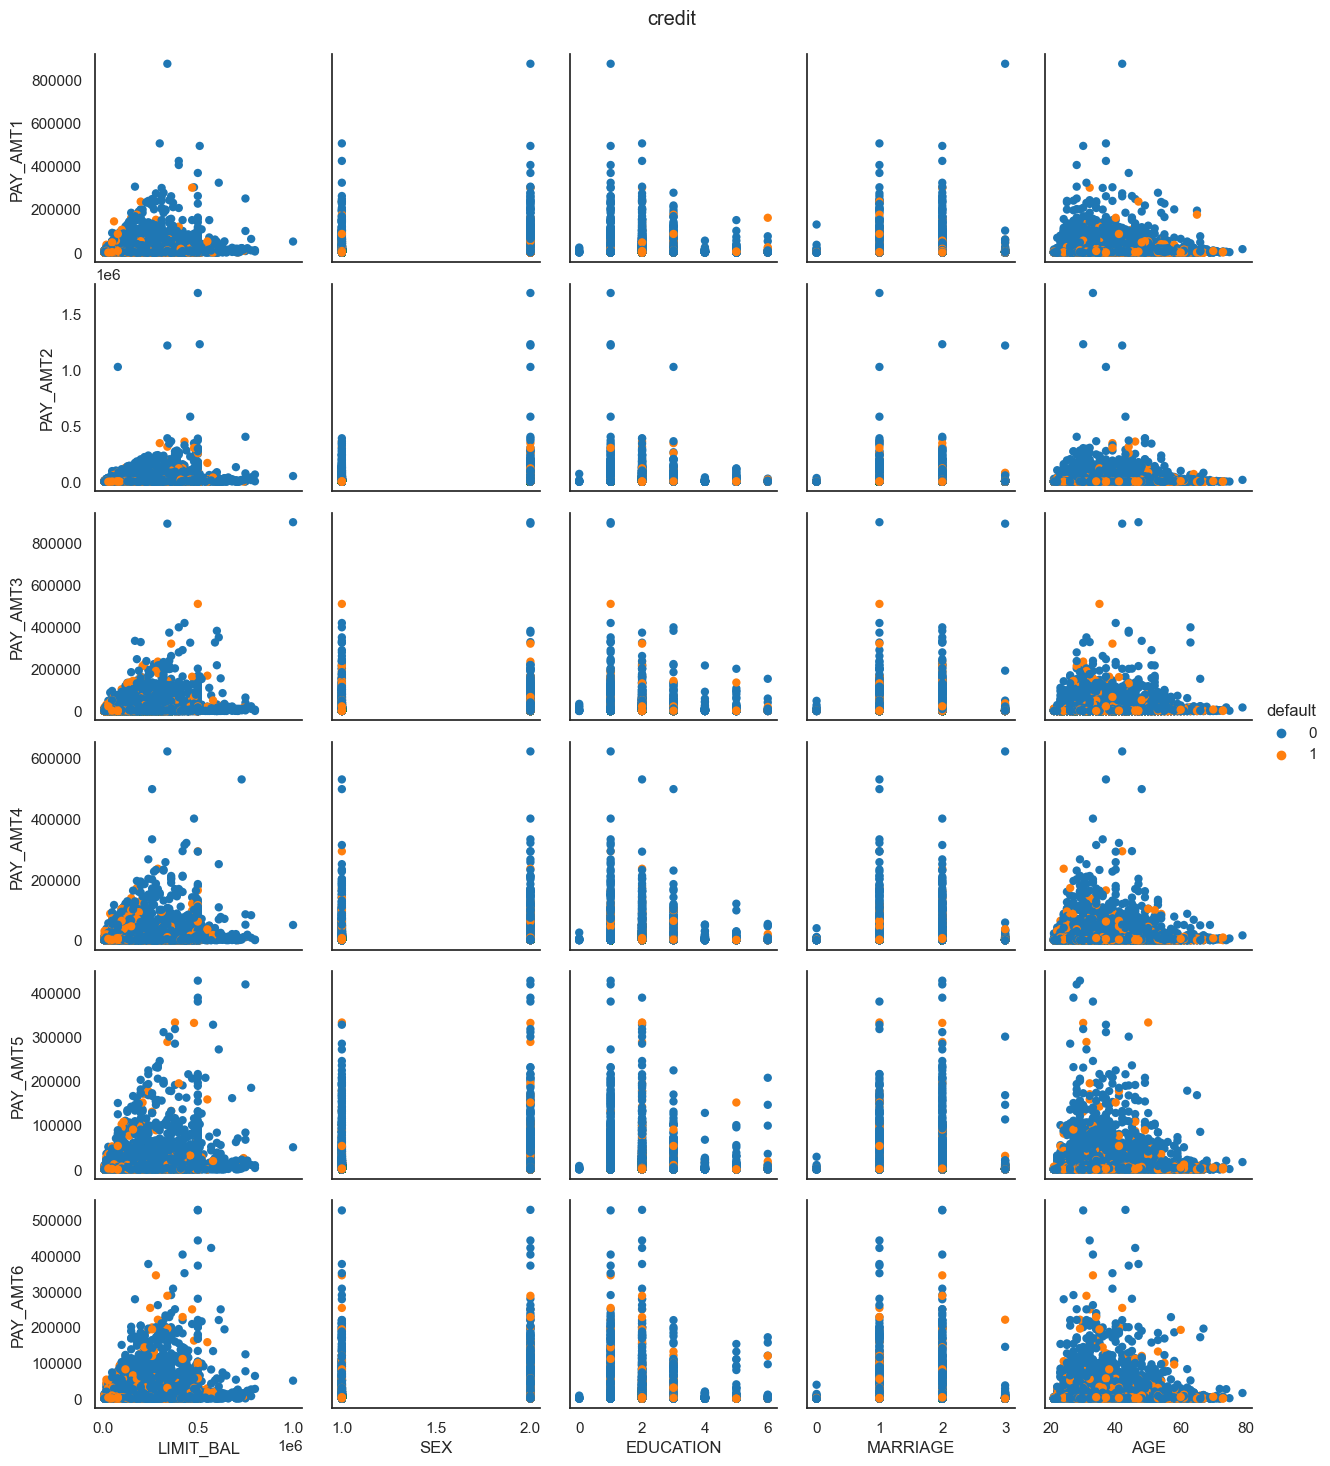 credit
800000
600000
400000
200000
0
PAY_AMT1
1e6
1.5
1.0
0.5
0.0
PAY_AMT2
800000
600000
400000
200000
0
PAY_AMT3
default
0
1
600000
400000
200000
0
PAY_AMT4
400000
300000
200000
100000
0
PAY_AMT5
500000
400000
300000
200000
100000
0
PAY_AMT6
0.0 0.5 1.0
1e6
LIMIT_BAL
1.0 1.5 2.0
SEX
0 2 4 6
EDUCATION
0 1 2 3
MARRIAGE
20 40 60 80
AGE